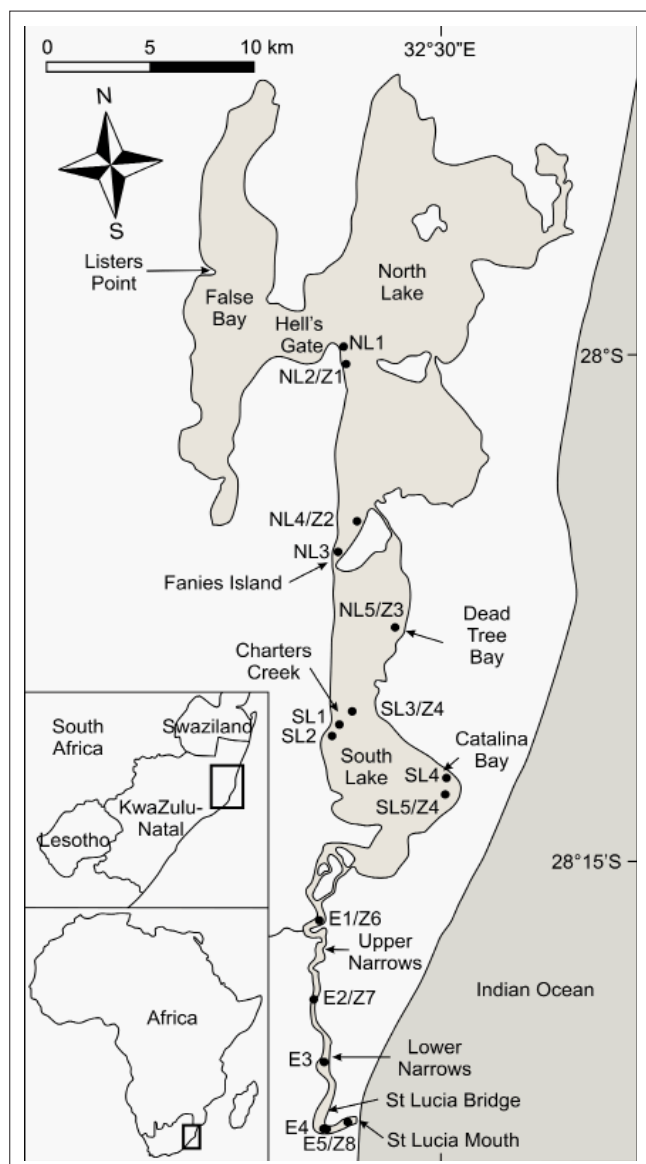 0 5 10 km
32°30"E
N
S
Listers
Point
False
Bay
North
Lake
Hell's
Gate
NL1
28°S
NL2/Z1
NL4/Z2
NL3
Fanies Island
NL5/Z3
Dead
Tree
Bay
Charters
Creek
SL1
SL3/Z4
SL2
South
Lake
Catalina
Bay
SL4
SL5/Z4
South
Africa
Swaziland
KwaZulu-
Natal
Lesotho
28°15'S
E1/Z6
Upper
Narrows
E2/Z7
Indian Ocean
Africa
E3
Lower
Narrows
St Lucia Bridge
E4
E5/Z8
St Lucia Mouth